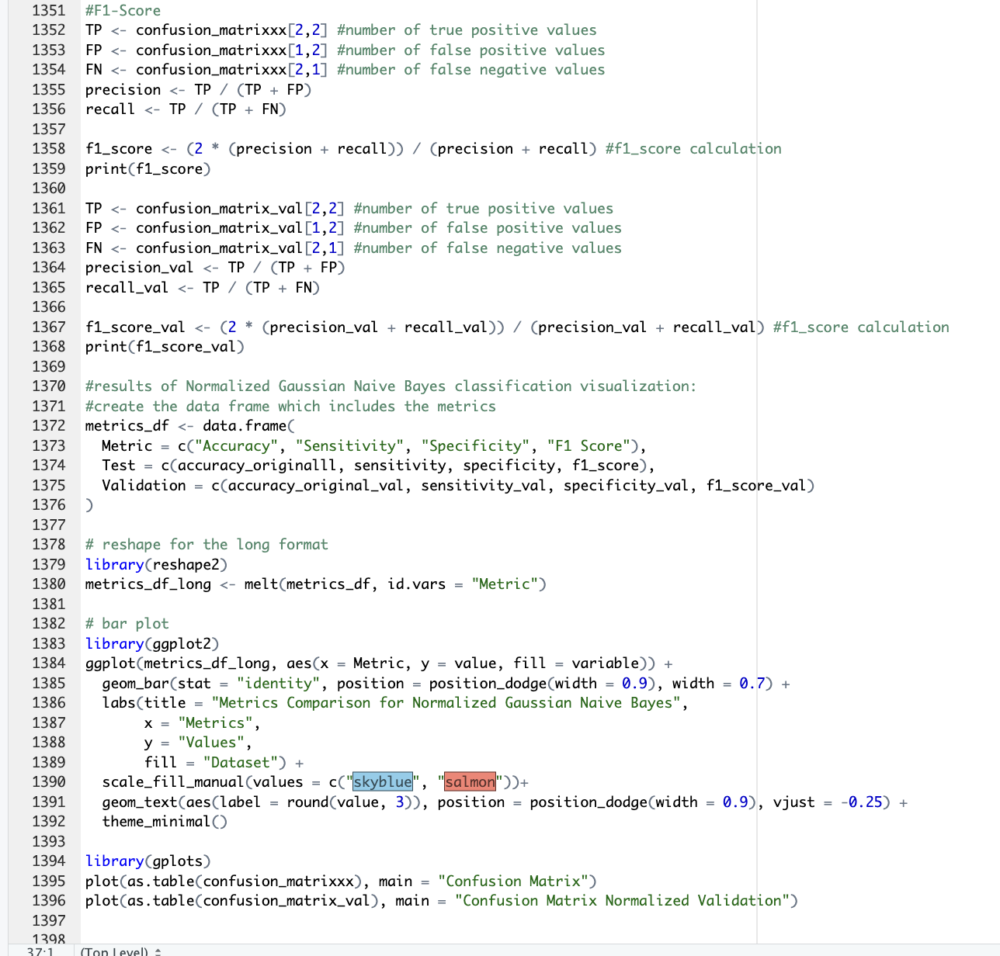 1351 #F1-Score
1352 TP <- confusion_matrixxx[2,2] #number of true positive values
1353 FP <- confusion_matrixxx[1,2] #number of false positive values
1354 FN <- confusion_matrixxx[2,1] #number of false negative values
1355 precision <- TP / (TP + FP)
1356 recall <- TP / (TP + FN)
1357
1358 f1_score <- (2 * (precision + recall)) / (precision + recall) #f1_score calculation
1359 print(f1_score)
1360
1361 TP <- confusion_matrix_val[2,2] #number of true positive values
1362 FP <- confusion_matrix_val[1,2] #number of false positive values
1363 FN <- confusion_matrix_val[2,1] #number of false negative values
1364 precision_val <- TP / (TP + FP)
1365 recall_val <- TP / (TP + FN)
1366
1367 f1_score_val <- (2 * (precision_val + recall_val)) / (precision_val + recall_val) #f1_score calculation
1368 print(f1_score_val)
1369
1370 #results of Normalized Gaussian Naive Bayes classification visualization:
1371 #create the data frame which includes the metrics
1372 metrics_df <- data.frame(
1373   Metric = c("Accuracy", "Sensitivity", "Specificity", "F1 Score"),
1374   Test = c(accuracy_originalll, sensitivity, specificity, f1_score),
1375   Validation = c(accuracy_original_val, sensitivity_val, specificity_val, f1_score_val)
1376 )
1377
1378 # reshape for the long format
1379 library(reshape2)
1380 metrics_df_long <- melt(metrics_df, id.vars = "Metric")
1381
1382 # bar plot
1383 library(ggplot2)
1384 ggplot(metrics_df_long, aes(x = Metric, y = value, fill = variable)) +
1385   geom_bar(stat = "identity", position = position_dodge(width = 0.9), width = 0.7) +
1386   labs(title = "Metrics Comparison for Normalized Gaussian Naive Bayes",
1387        x = "Metrics",
1388        y = "Values",
1389        fill = "Dataset") +
1390   scale_fill_manual(values = c("skyblue", "salmon"))+
1391   geom_text(aes(label = round(value, 3)), position = position_dodge(width = 0.9), vjust = -0.25) +
1392   theme_minimal()
1393
1394 library(gplots)
1395 plot(as.table(confusion_matrixxx), main = "Confusion Matrix")
1396 plot(as.table(confusion_matrix_val), main = "Confusion Matrix Normalized Validation")
1397
1398
37:1 (Top Level)